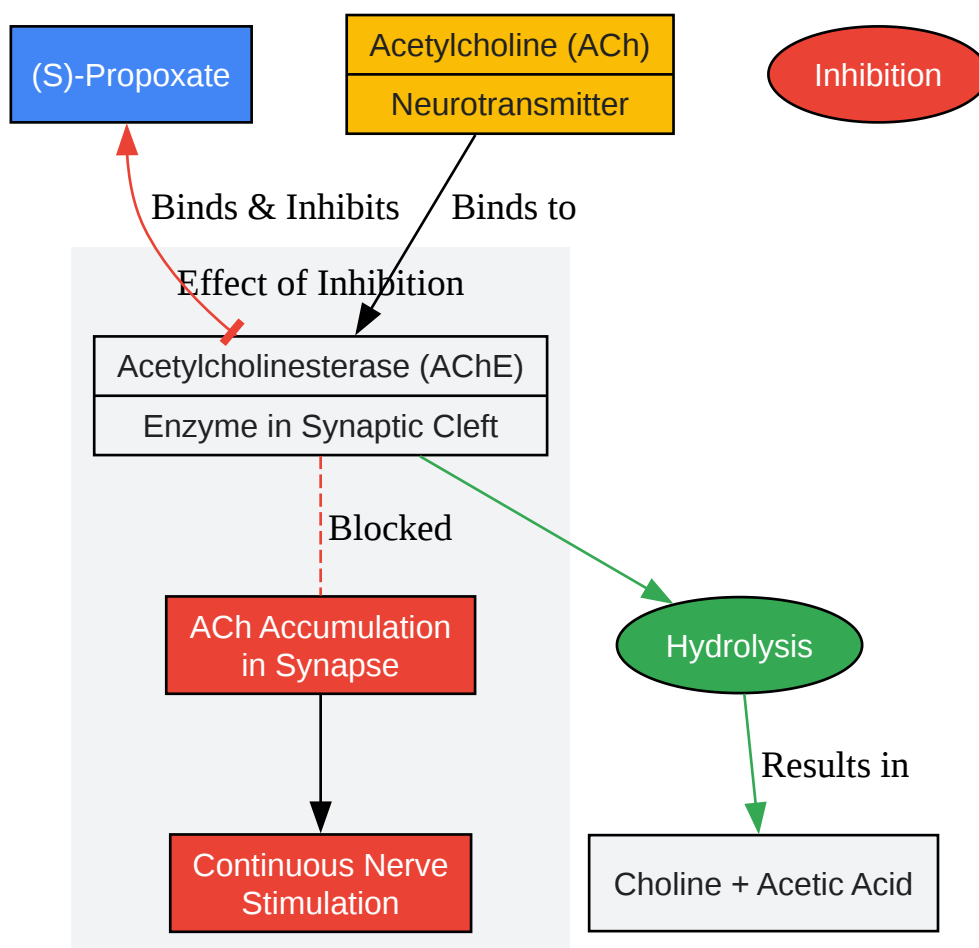 (S)-Propoxate
Acetylcholine (ACh)
Neurotransmitter
Inhibition
Binds & Inhibits
Binds to
Effect of Inhibition
Acetylcholinesterase (AChE)
Enzyme in Synaptic Cleft
Blocked
ACh Accumulation
in Synapse
Hydrolysis
Results in
Continuous Nerve
Stimulation
Choline + Acetic Acid